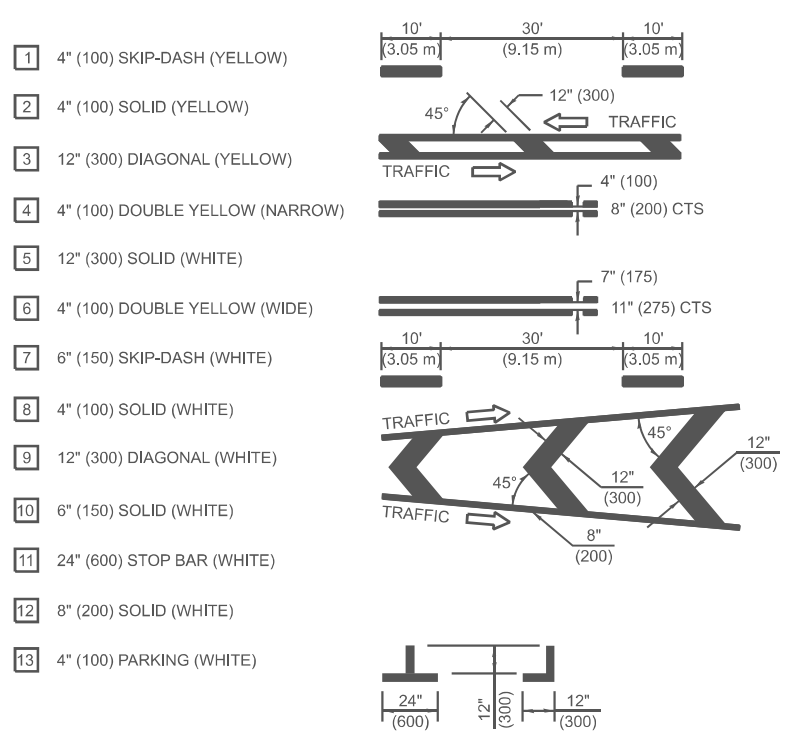 1 4" (100) SKIP-DASH (YELLOW)
10' 30' 10'
(3.05 m) (9.15 m) (3.05 m)
2 4" (100) SOLID (YELLOW)
45°
12" (300)
TRAFFIC
3 12" (300) DIAGONAL (YELLOW)
TRAFFIC
4 4" (100) DOUBLE YELLOW (NARROW)
4" (100)
8" (200) CTS
5 12" (300) SOLID (WHITE)
6 4" (100) DOUBLE YELLOW (WIDE)
7" (175)
11" (275) CTS
7 6" (150) SKIP-DASH (WHITE)
10' 30' 10'
(3.05 m) (9.15 m) (3.05 m)
8 4" (100) SOLID (WHITE)
TRAFFIC
45°
12"
(300)
9 12" (300) DIAGONAL (WHITE)
45°
12"
(300)
10 6" (150) SOLID (WHITE)
TRAFFIC
8"
(200)
11 24" (600) STOP BAR (WHITE)
12 8" (200) SOLID (WHITE)
13 4" (100) PARKING (WHITE)
24"
(600)
12"
(300)
12"
(300)